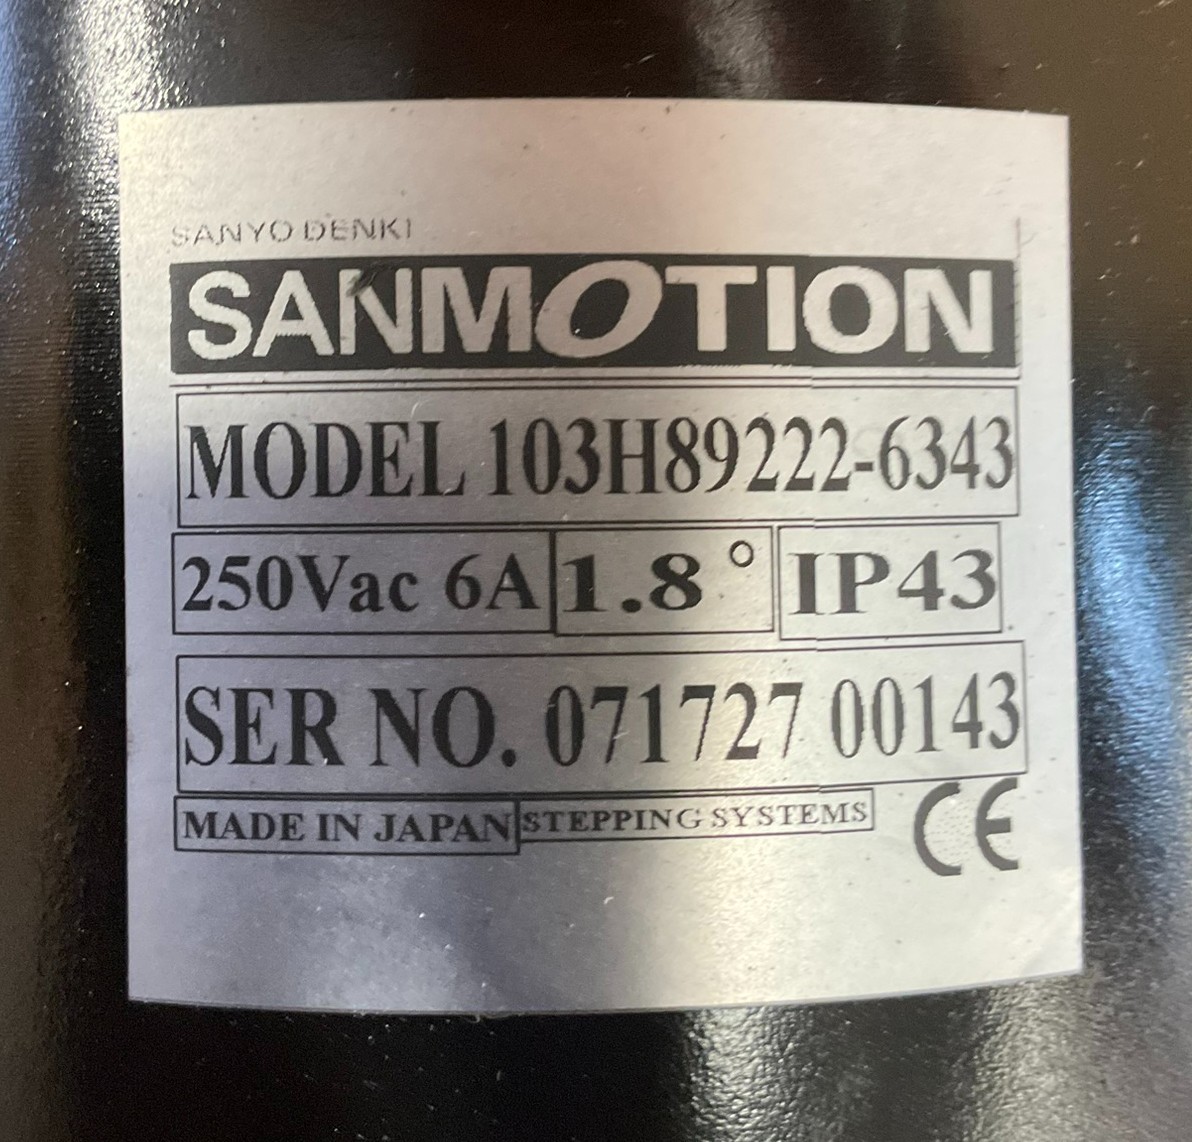 SANYO DENKI
SANMOTION
MODEL 103H89222-6343
250Vac 6A 1.8° IP43
SER NO. 071727 00143
MADE IN JAPAN STEPPING SYSTEMS CE